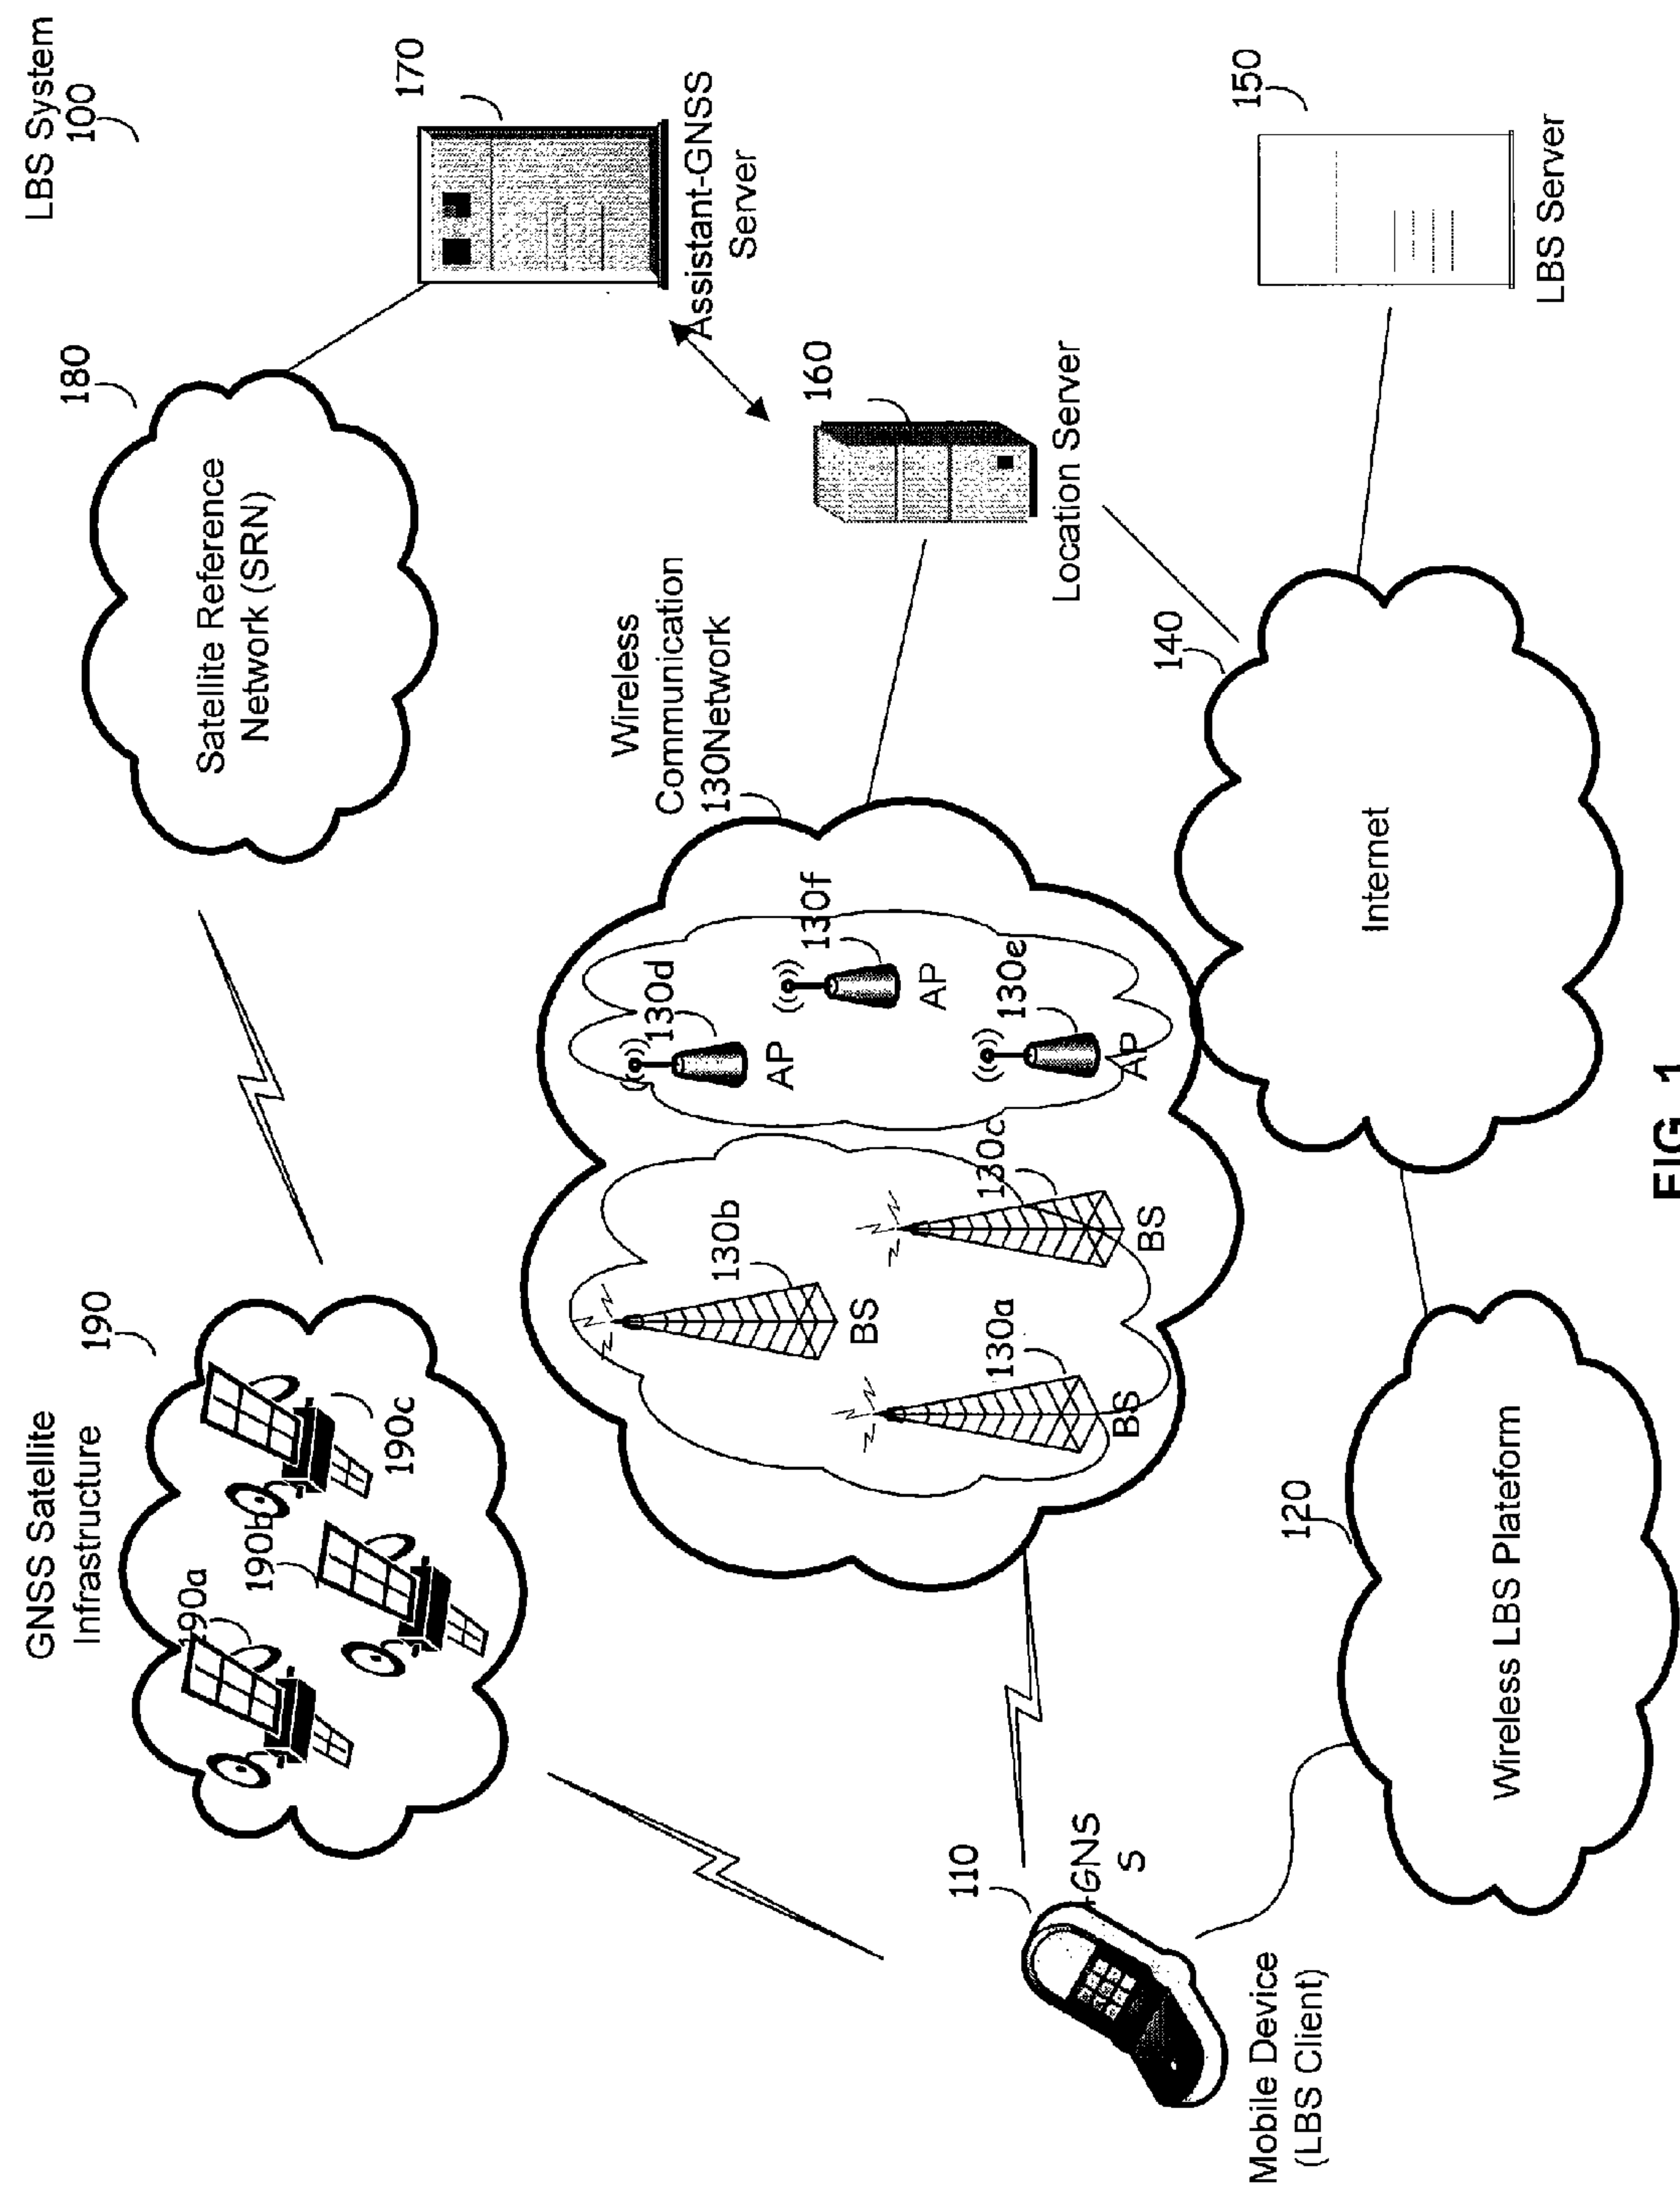 LBS System
100
GNSS Satellite
Infrastructure
190
190a
190b
190c
180
Satellite Reference
Network (SRN)
170
Assistant-GNSS
Server
Wireless
Communication
130Network
160
Location Server
130b
BS
130a
BS
130c
BS
130d
AP
130f
AP
130e
AP
110
+GNS
S
Mobile Device
(LBS Client)
120
Wireless LBS Plateform
140
Internet
150
LBS Server
FIG. 1